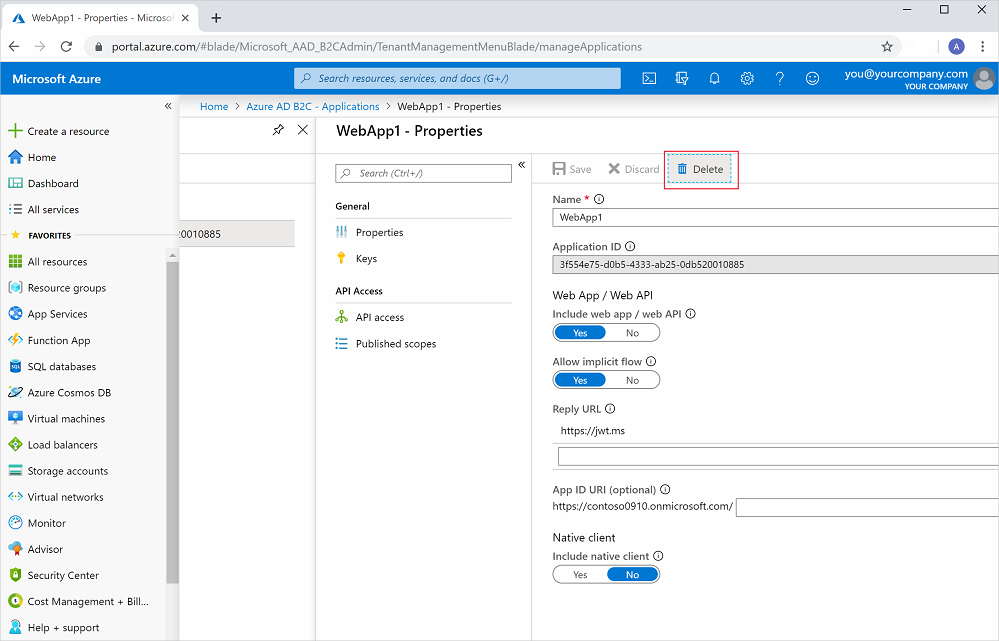 WebApp1 - Properties - Microsof
portal.azure.com/#blade/Microsoft_AAD_B2CAdmin/TenantManagementMenuBlade/manageApplications
A
Microsoft Azure
Search resources, services, and docs (G+/)
you@yourcompany.com
YOUR COMPANY
Home > Azure AD B2C - Applications > WebApp1 - Properties
Create a resource
Home
Dashboard
All services
FAVORITES
All resources
Resource groups
App Services
Function App
SQL databases
Azure Cosmos DB
Virtual machines
Load balancers
Storage accounts
Virtual networks
Monitor
Advisor
Security Center
Cost Management + Bill...
Help + support
20010885
WebApp1 - Properties
Search (Ctrl+/)
General
Properties
Keys
API Access
API access
Published scopes
Save Discard Delete
Name *
WebApp1
Application ID
3f554e75-d0b5-4333-ab25-0db520010885
Web App / Web API
Include web app / web API
Yes No
Allow implicit flow
Yes No
Reply URL
https://jwt.ms
App ID URI (optional)
https://contoso0910.onmicrosoft.com/
Native client
Include native client
Yes No